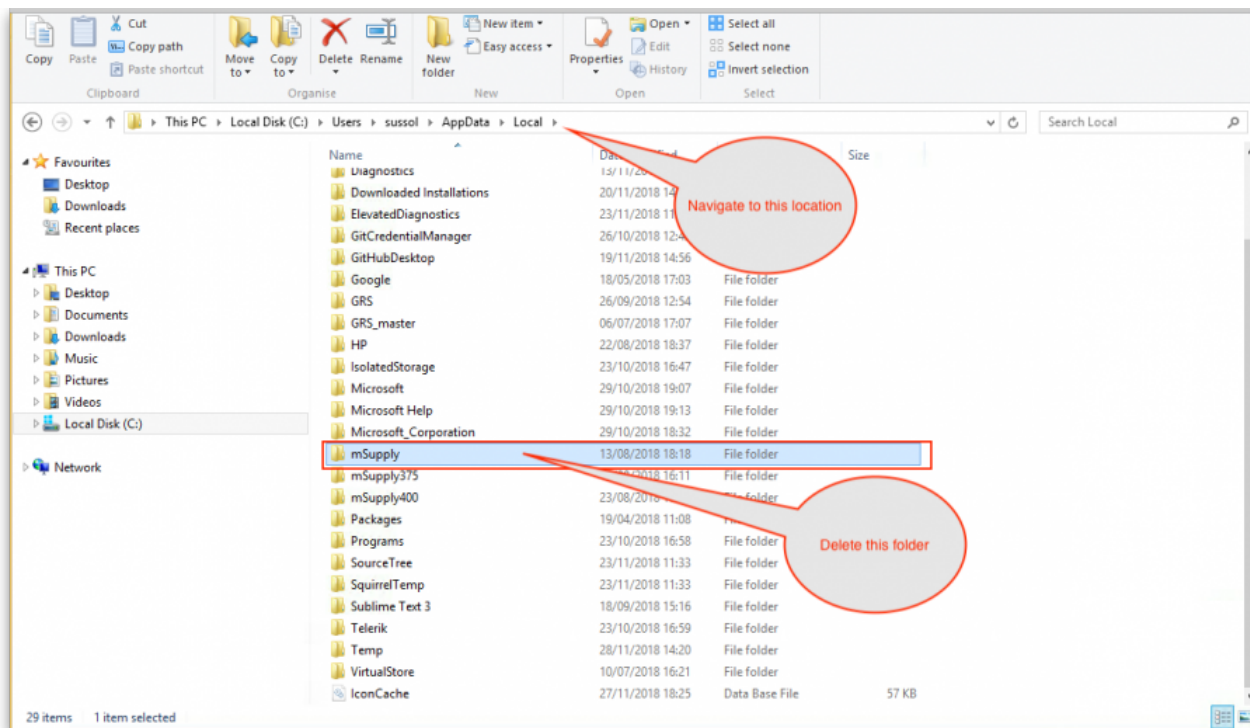 Copy
Paste
Cut
Copy path
Paste shortcut
Clipboard
Move to
Copy to
Delete
Rename
Organise
New folder
New item
Easy access
New
Properties
Open
Edit
History
Open
Select all
Select none
Invert selection
Select
This PC Local Disk (C:) Users sussol AppData Local
Search Local
Favourites
Desktop
Downloads
Recent places
This PC
Desktop
Documents
Downloads
Music
Pictures
Videos
Local Disk (C:)
Network
Name Size
Diagnostics
Downloaded Installations 20/11/2018
ElevatedDiagnostics 23/11/2018
GitCredentialManager 26/10/2018
GitHubDesktop 19/11/2018 14:56
Google 18/05/2018 17:03 File folder
GRS 26/09/2018 12:54 File folder
GRS_master 06/07/2018 17:07 File folder
HP 22/08/2018 18:37 File folder
IsolatedStorage 23/10/2018 16:47 File folder
Microsoft 29/10/2018 19:07 File folder
Microsoft Help 29/10/2018 19:13 File folder
Microsoft_Corporation 29/10/2018 18:32 File folder
mSupply 13/08/2018 18:18 File folder
mSupply375 16:11 File folder
mSupply400 23/08/2018 File folder
Packages 19/04/2018 11:08
Programs 23/10/2018 16:58 File folder
SourceTree 23/11/2018 11:33 File folder
SquirrelTemp 23/11/2018 11:33 File folder
Sublime Text 3 18/09/2018 15:16 File folder
Telerik 23/10/2018 16:59 File folder
Temp 28/11/2018 14:20 File folder
VirtualStore 10/07/2018 16:21 File folder
IconCache 27/11/2018 18:25 Data Base File 57 KB
Navigate to this location
Delete this folder
29 items 1 item selected